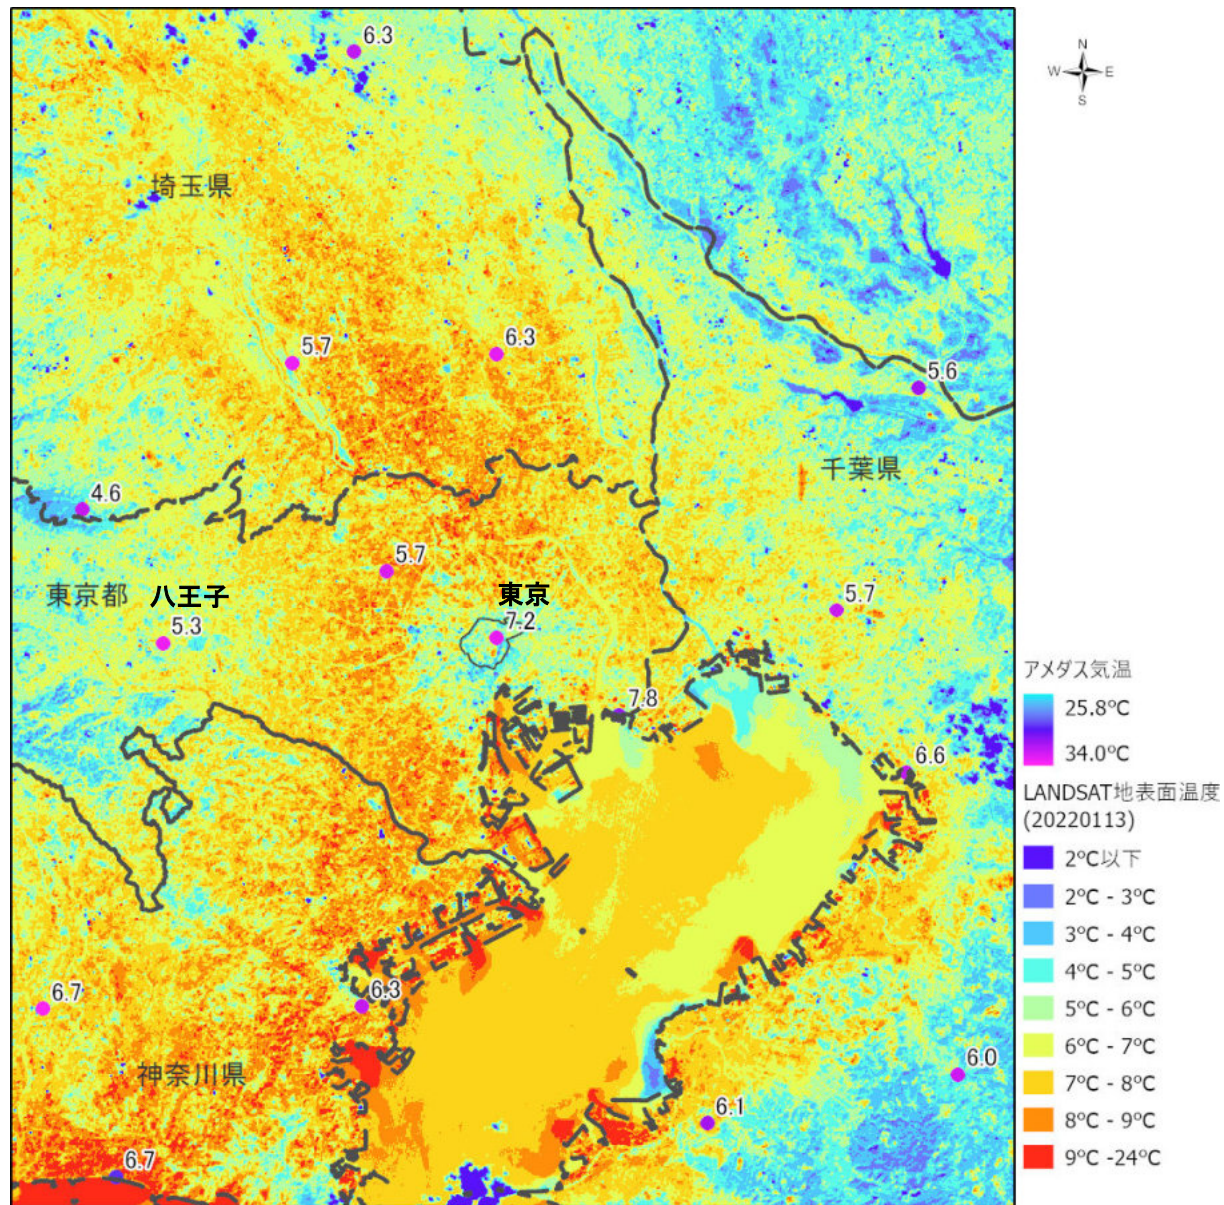 6.3
N
W E
S
埼玉県
5.7
6.3
5.6
千葉県
4.6
5.7
東京都
八王子
東京
5.7
5.3
7.2
7.8
6.6
6.7
6.3
神奈川県
6.0
6.1
6.7
アメダス気温
25.8℃
34.0℃
LANDSAT地表面温度
(20220113)
2℃以下
2℃ - 3℃
3℃ - 4℃
4℃ - 5℃
5℃ - 6℃
6℃ - 7℃
7℃ - 8℃
8℃ - 9℃
9℃ -24℃